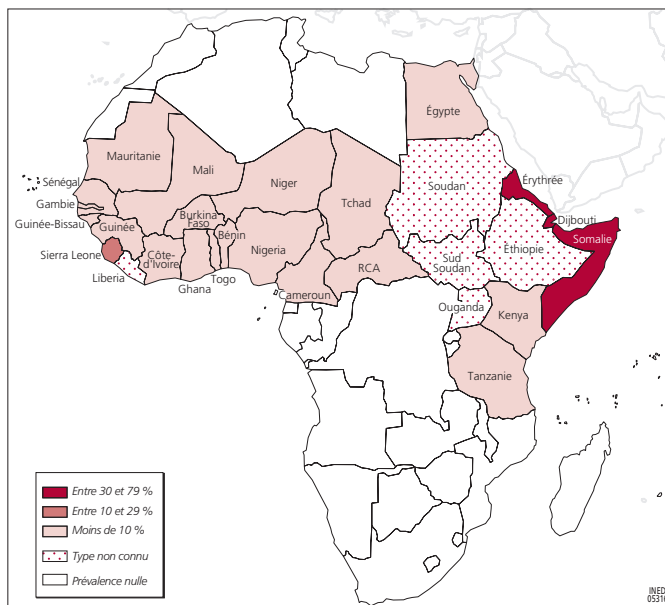 Égypte
Mauritanie
Mali
Niger
Tchad
Soudan
Érythrée
Sénégal
Gambie
Guinée-Bissau
Guinée
Burkina
Faso
Bénin
Nigeria
Djibouti
Somalie
Éthiopie
Sierra Leone
Côte-
d'Ivoire
RCA
Sud
Soudan
Liberia
Ghana
Togo
Cameroun
Ouganda
Kenya
Tanzanie
Entre 30 et 79 %
Entre 10 et 29 %
Moins de 10 %
Type non connu
Prévalence nulle
INED